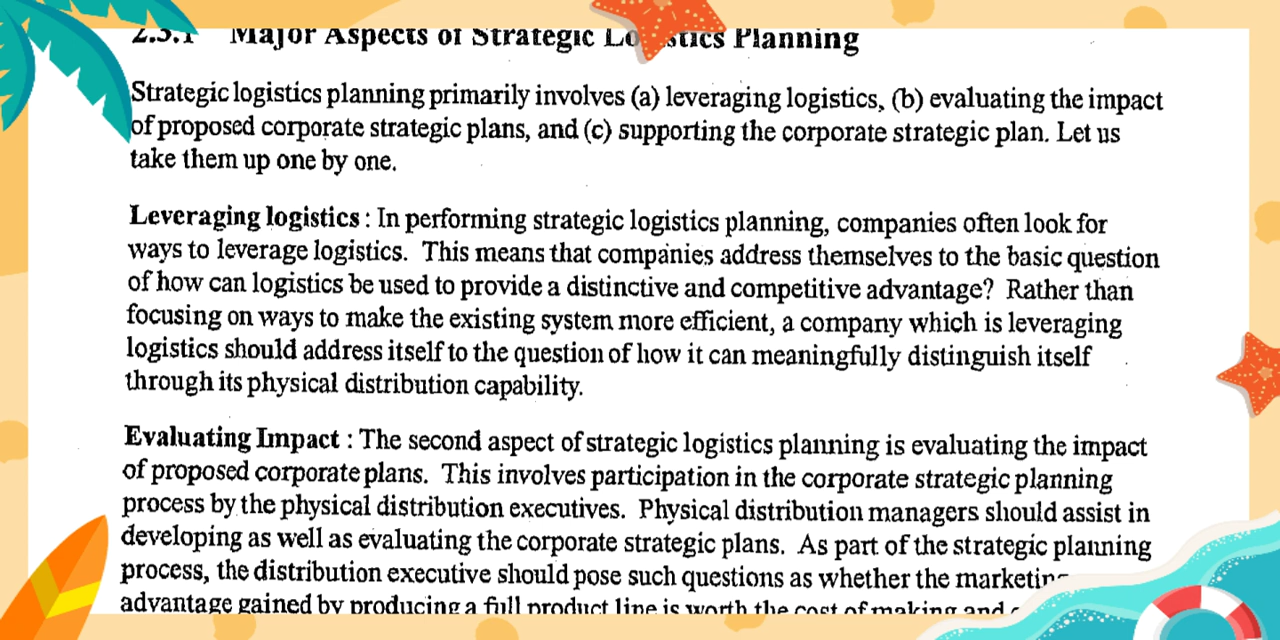 2.3.1 Major Aspects of Strategic Planning
Strategic logistics planning primarily involves (a) leveraging logistics, (b) evaluating the impact
of proposed corporate strategic plans, and (c) supporting the corporate strategic plan. Let us
take them up one by one.
Leveraging logistics : In performing strategic logistics planning, companies often look for
ways to leverage logistics. This means that companies address themselves to the basic question
of how can logistics be used to provide a distinctive and competitive advantage? Rather than
focusing on ways to make the existing system more efficient, a company which is leveraging
logistics should address itself to the question of how it can meaningfully distinguish itself
through its physical distribution capability.
Evaluating Impact : The second aspect of strategic logistics planning is evaluating the impact
of proposed corporate plans. This involves participation in the corporate strategic planning
process by the physical distribution executives. Physical distribution managers should assist in
developing as well as evaluating the corporate strategic plans. As part of the strategic planning
process, the distribution executive should pose such questions as whether the
advantage gained by producing a full product line is worth the cost of making and